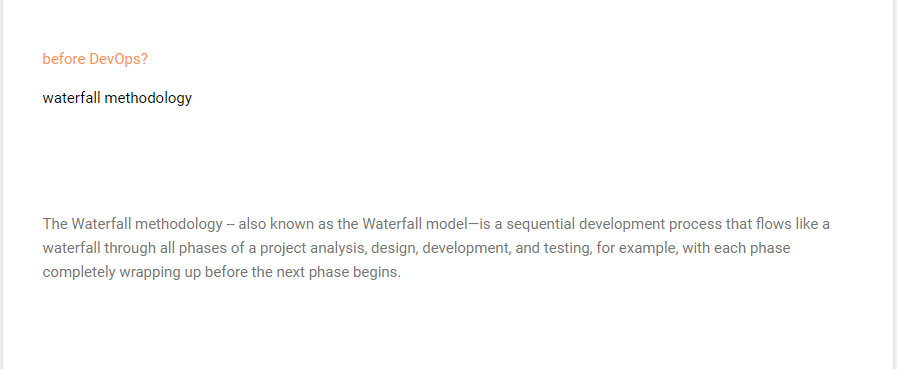 before DevOps?
waterfall methodology
The Waterfall methodology -- also known as the Waterfall model—is a sequential development process that flows like a
waterfall through all phases of a project analysis, design, development, and testing, for example, with each phase
completely wrapping up before the next phase begins.